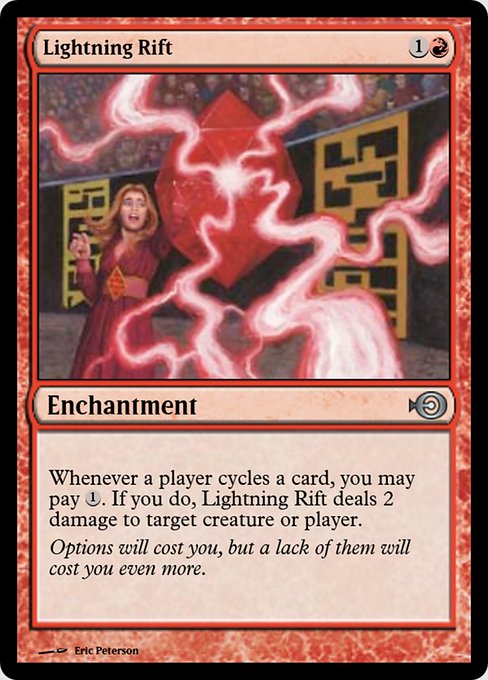 Lightning Rift 1
Enchantment
Whenever a player cycles a card, you may
pay 1. If you do, Lightning Rift deals 2
damage to target creature or player.
Options will cost you, but a lack of them will
cost you even more.
Eric Peterson